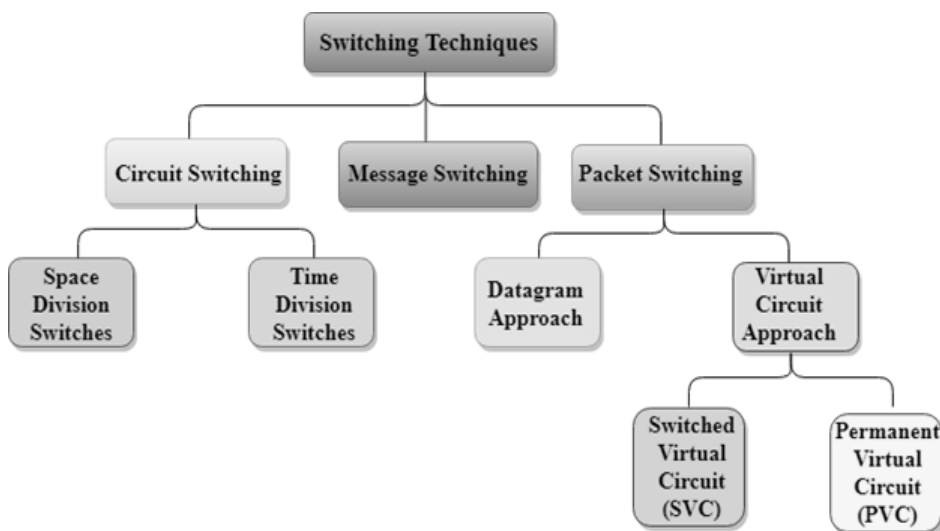 Switching Techniques
Circuit Switching
Message Switching
Packet Switching
Space
Division
Switches
Time
Division
Switches
Datagram
Approach
Virtual
Circuit
Approach
Switched
Virtual
Circuit
(SVC)
Permanent
Virtual
Circuit
(PVC)